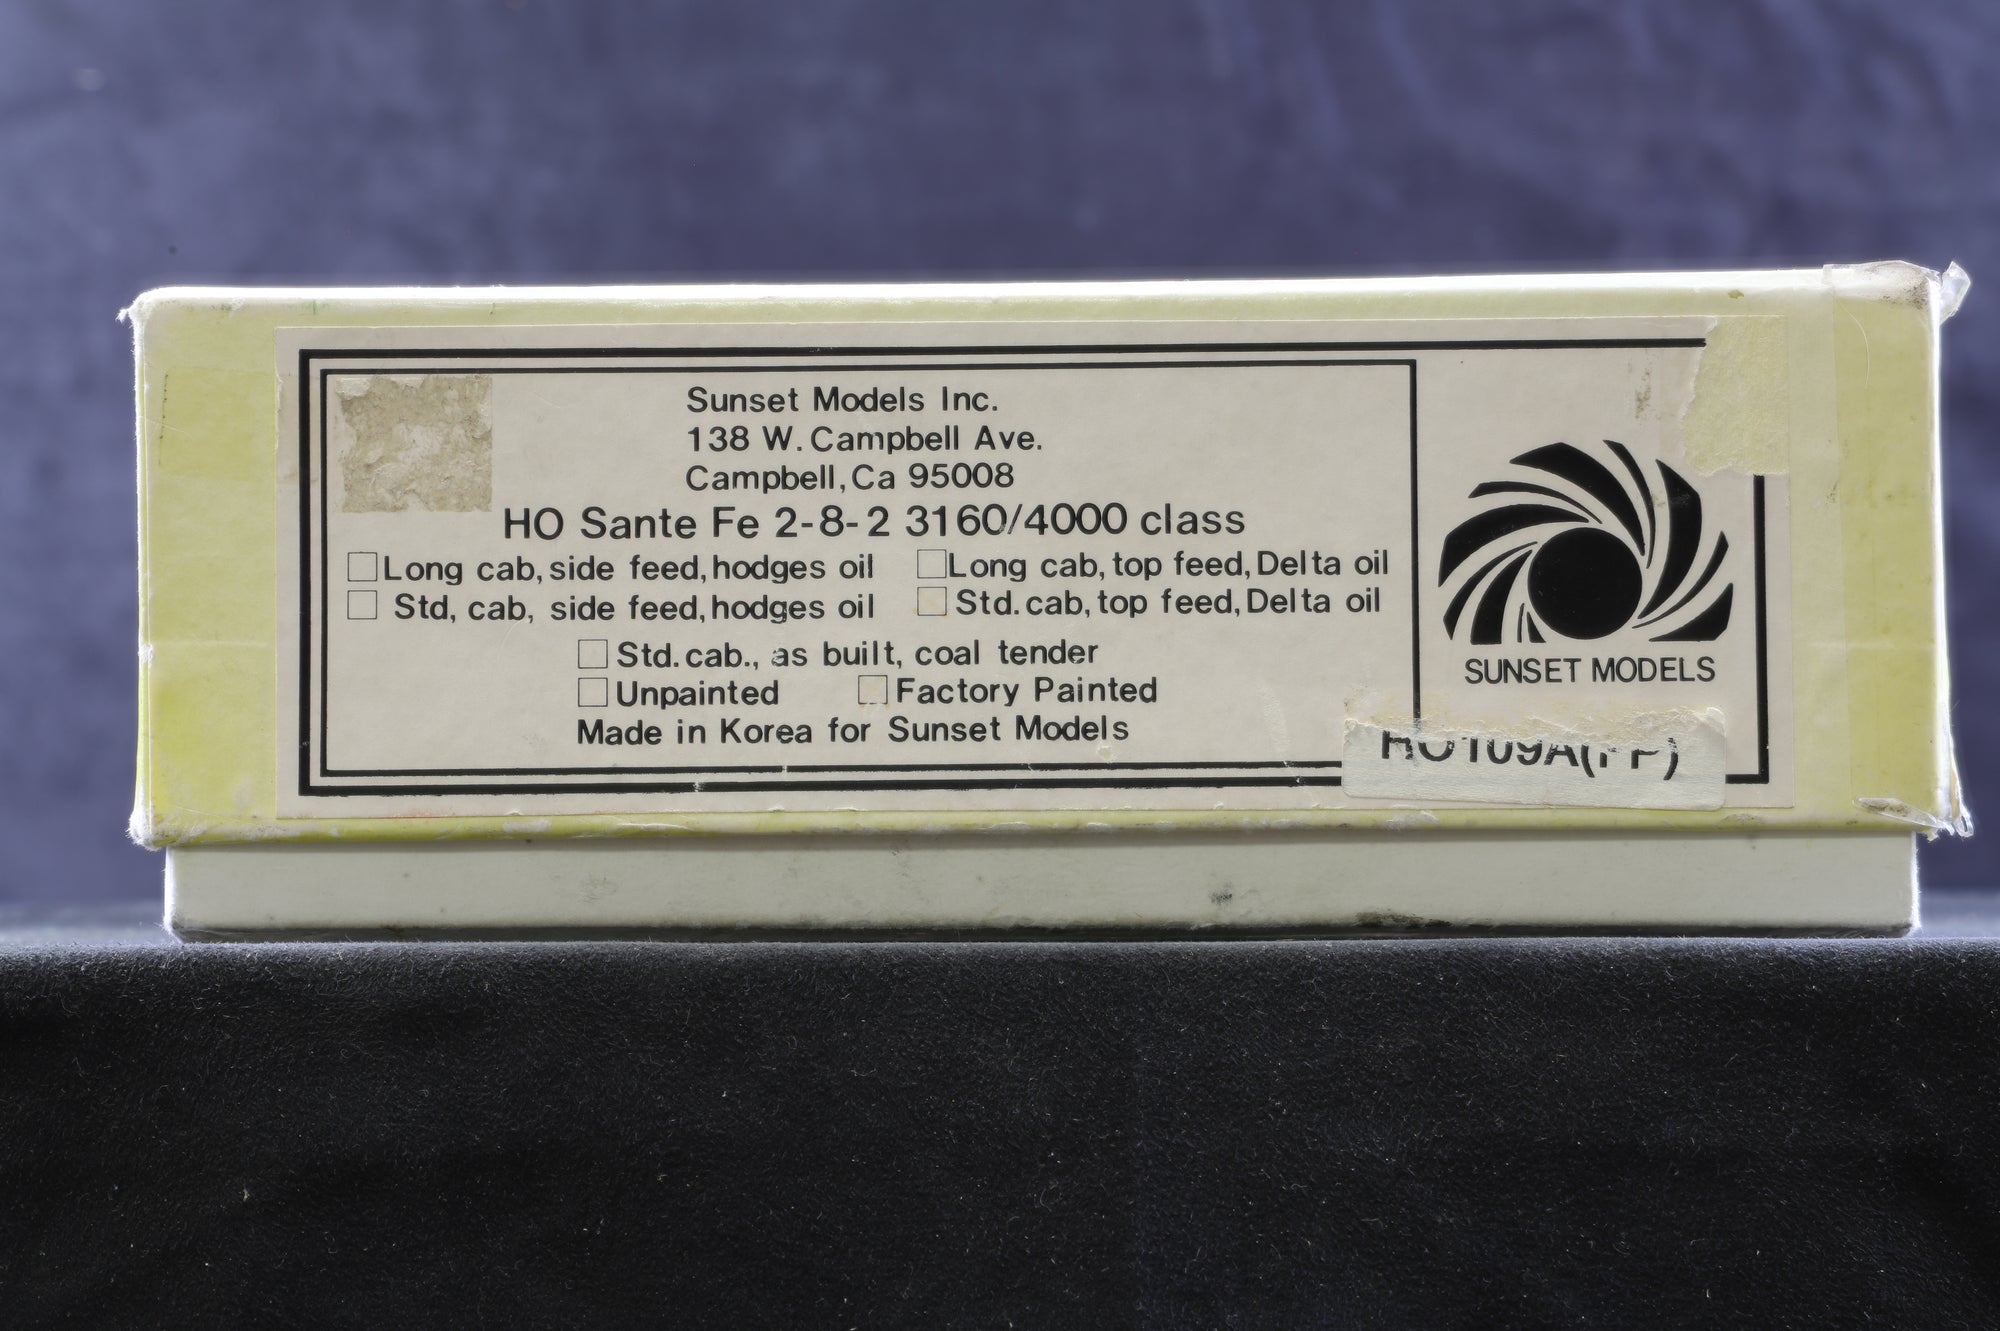 Sunset Models Inc.
138 W. Campbell Ave.
Campbell, Ca 95008
HO Sante Fe 2-8-2 3160/4000 class
Long cab, side feed, hodges oil
Long cab, top feed, Delta oil
Std, cab, side feed, hodges oil
Std. cab, top feed, Delta oil
Std. cab., as built, coal tender
Unpainted
Factory Painted
Made in Korea for Sunset Models
SUNSET MODELS